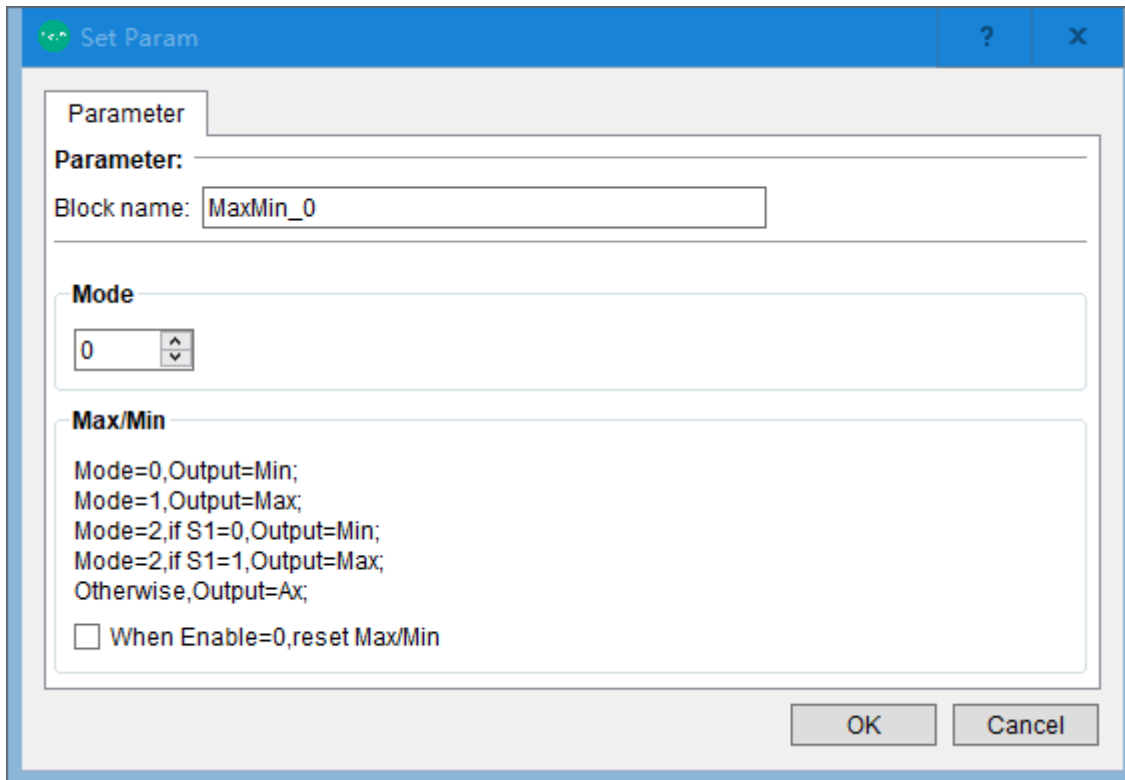 Set Param
?
x
Parameter
Parameter:
Block name: MaxMin_0
Mode
0
Max/Min
Mode=0,Output=Min;
Mode=1,Output=Max;
Mode=2,if S1=0,Output=Min;
Mode=2,if S1=1,Output=Max;
Otherwise,Output=Ax;
When Enable=0,reset Max/Min
OK
Cancel